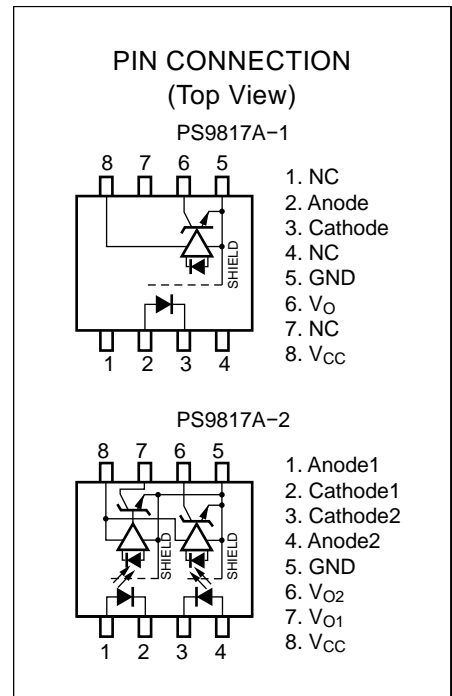 PIN CONNECTION
(Top View)
PS9817A−1
8 7 6 5
SHIELD
1 2 3 4
1. NC
2. Anode
3. Cathode
4. NC
5. GND
6. VO
7. NC
8. VCC
PS9817A−2
8 7 6 5
SHIELD SHIELD
1 2 3 4
1. Anode1
2. Cathode1
3. Cathode2
4. Anode2
5. GND
6. VO2
7. VO1
8. VCC